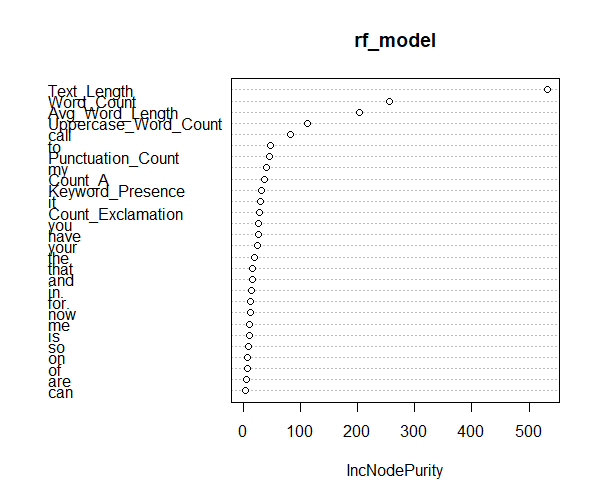 rf_model
Text_Length
Word_Count
Avg_Word_Length
Uppercase_Word_Count
call
to
Punctuation_Count
my
Count_A
Keyword_Presence
it
Count_Exclamation
you
have
your
the
that
and
in
for
now
me
is
so
on
of
are
can
0 100 200 300 400 500
IncNodePurity